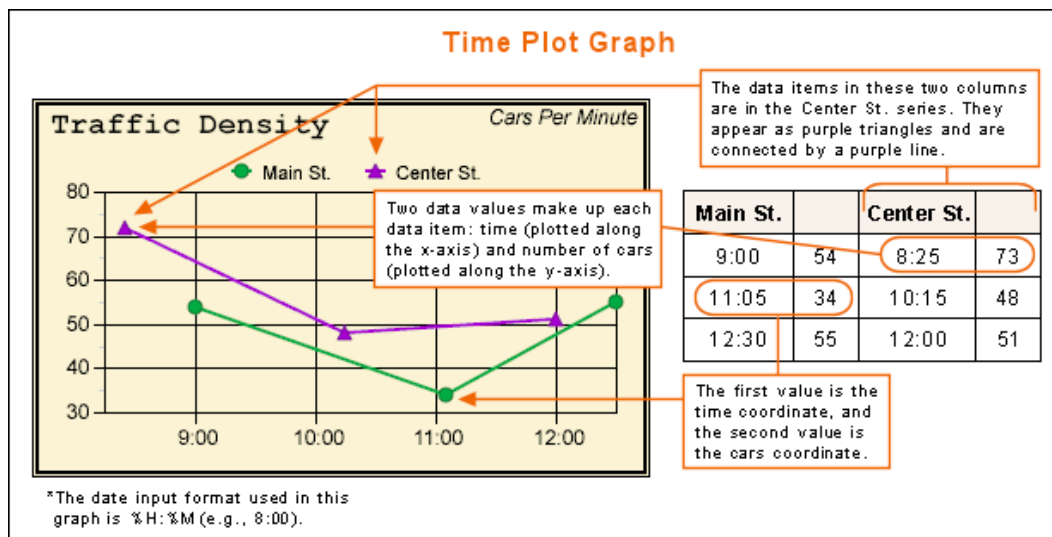 Time Plot Graph
The data items in these two columns
are in the Center St. series. They
appear as purple triangles and are
connected by a purple line.
Traffic Density
Cars Per Minute
Main St.
Center St.
80
70
60
50
40
30
9:00
10:00
11:00
12:00
Two data values make up each
data item: time (plotted along
the x-axis) and number of cars
(plotted along the y-axis).
Main St. Center St.
9:00 54 8:25 73
11:05 34 10:15 48
12:30 55 12:00 51
The first value is the
time coordinate, and
the second value is
the cars coordinate.
*The date input format used in this
graph is %H:%M (e.g., 8:00).